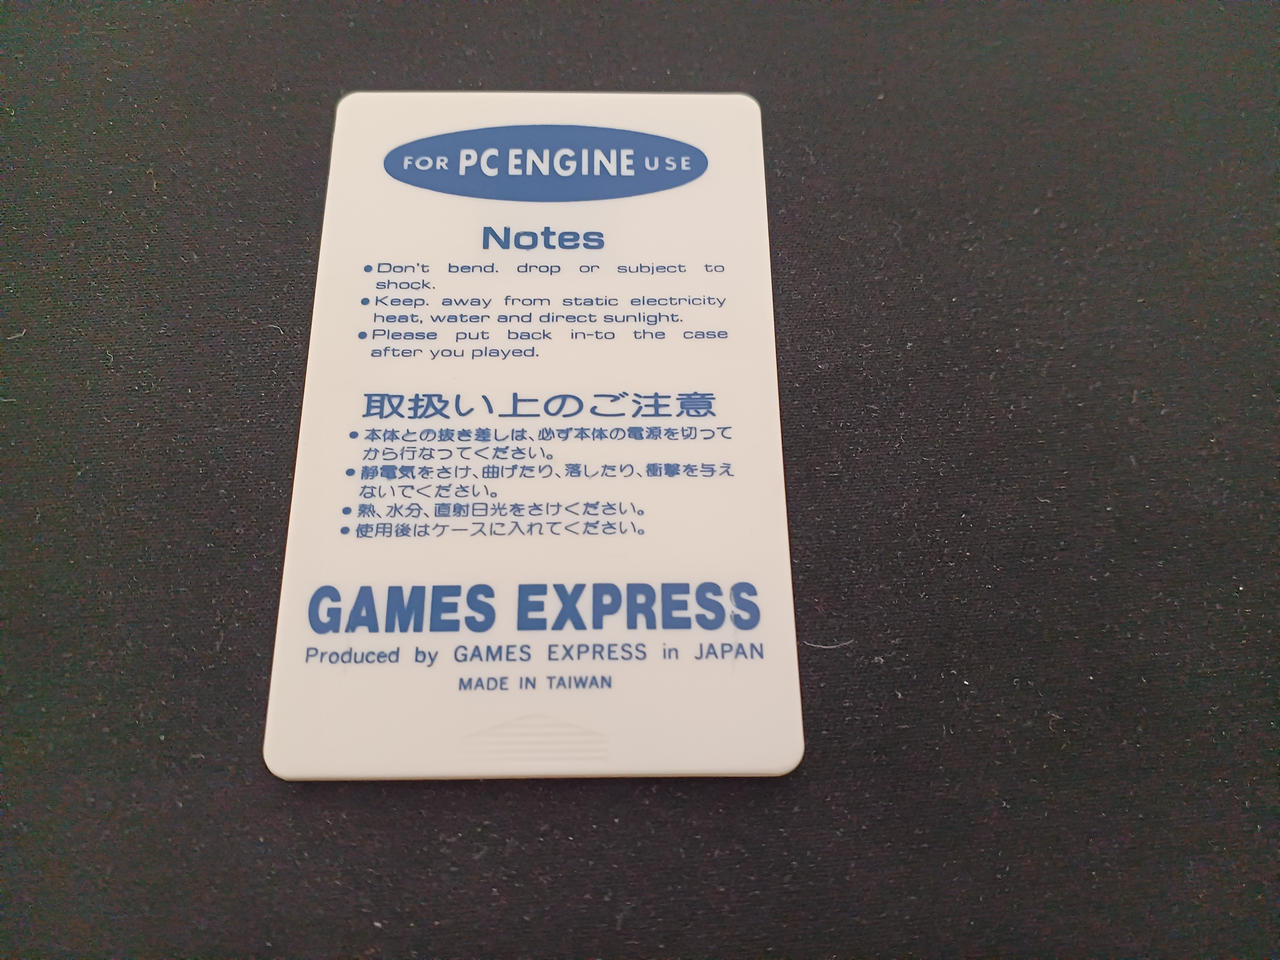 FOR PC ENGINE USE
Notes
●Don't bend. drop or subject to
shock.
●Keep. away from static electricity
heat, water and direct sunlight.
●Please put back in-to the case
after you played.
取扱い上のご注意
●本体との抜き差しは、必ず本体の電源を切って
から行なってください。
●静電気をさけ、曲げたり、落したり、衝撃を与え
ないでください。
●熱、水分、直射日光をさけください。
●使用後はケースに入れてください。
GAMES EXPRESS
Produced by GAMES EXPRESS in JAPAN
MADE IN TAIWAN